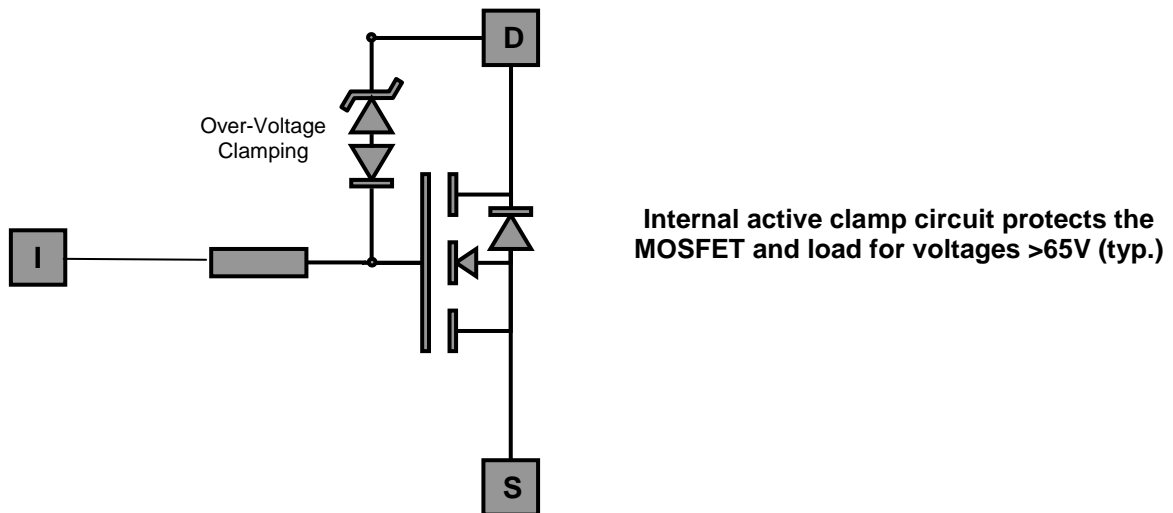 D
Over-Voltage
Clamping
Internal active clamp circuit protects the
MOSFET and load for voltages >65V (typ.)
I
S